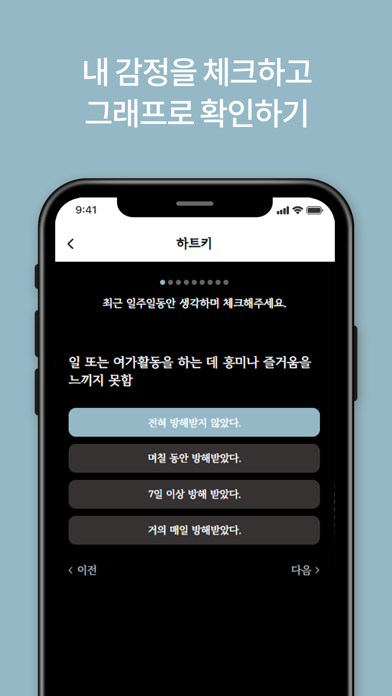 내 감정을 체크하고
그래프로 확인하기
9:41
하트키
최근 일주일동안 생각하며 체크해주세요.
일 또는 여가활동을 하는 데 흥미나 즐거움을
느끼지 못함
전혀 방해받지 않았다.
며칠 동안 방해받았다.
7일 이상 방해 받았다.
거의 매일 방해받았다.
이전
다음